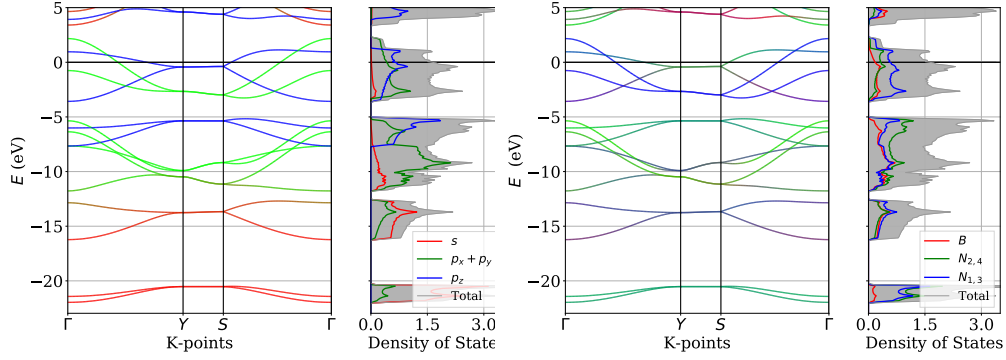 5
0
−5
−10
−15
−20
E (eV)
Γ
Y
S
Γ
K-points
s
p_x + p_y
p_z
Total
0.0
1.5
3.0
Density of States
5
0
−5
−10
−15
−20
E (eV)
Γ
Y
S
Γ
K-points
B
N_{2,4}
N_{1,3}
Total
0.0
1.5
3.0
Density of States